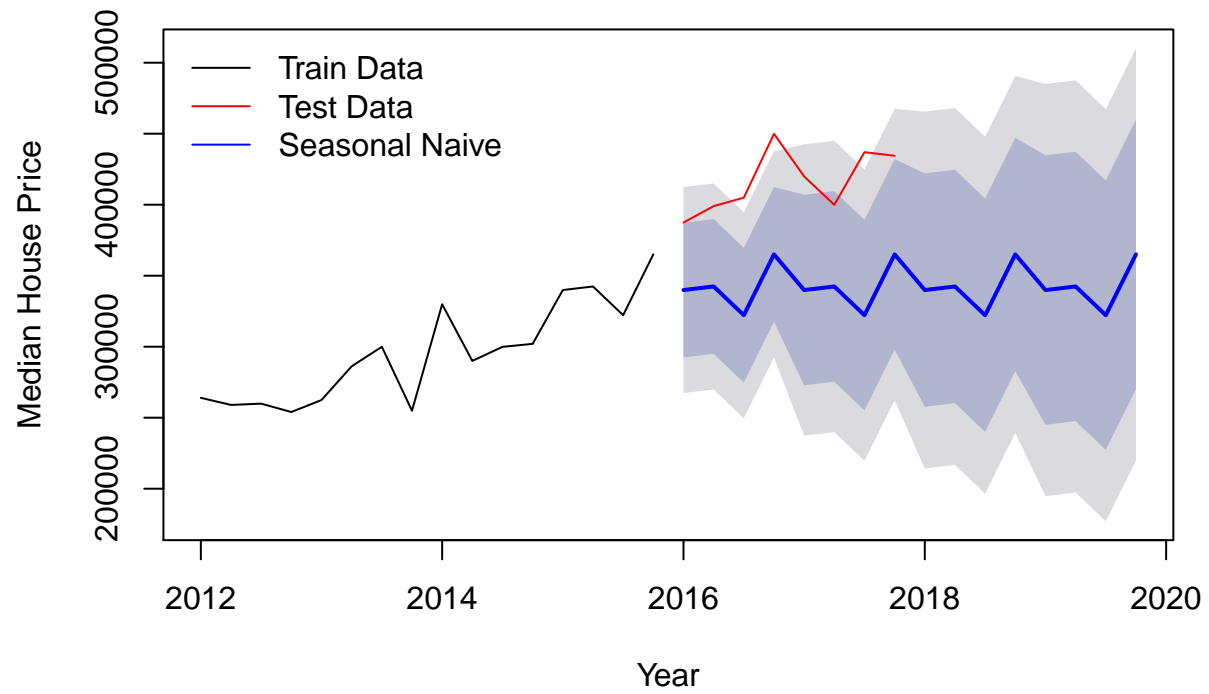 Train Data
Test Data
Seasonal Naive
Median House Price
500000
400000
300000
200000
2012
2014
2016
2018
2020
Year